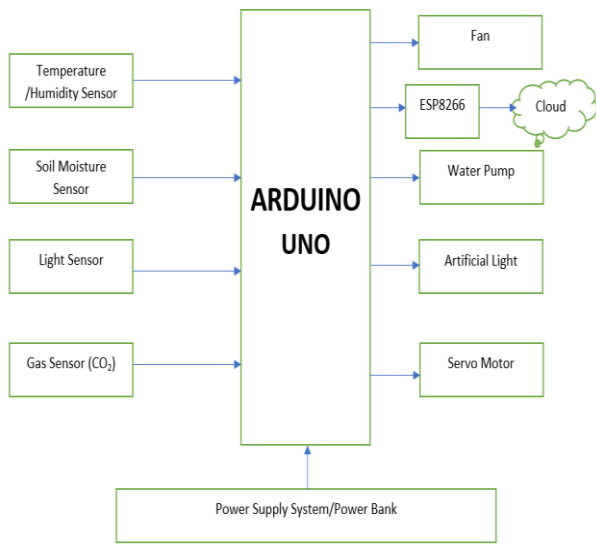 Temperature
/Humidity Sensor
Soil Moisture
Sensor
Light Sensor
Gas Sensor (CO₂)
ARDUINO
UNO
Fan
ESP8266
Cloud
Water Pump
Artificial Light
Servo Motor
Power Supply System/Power Bank